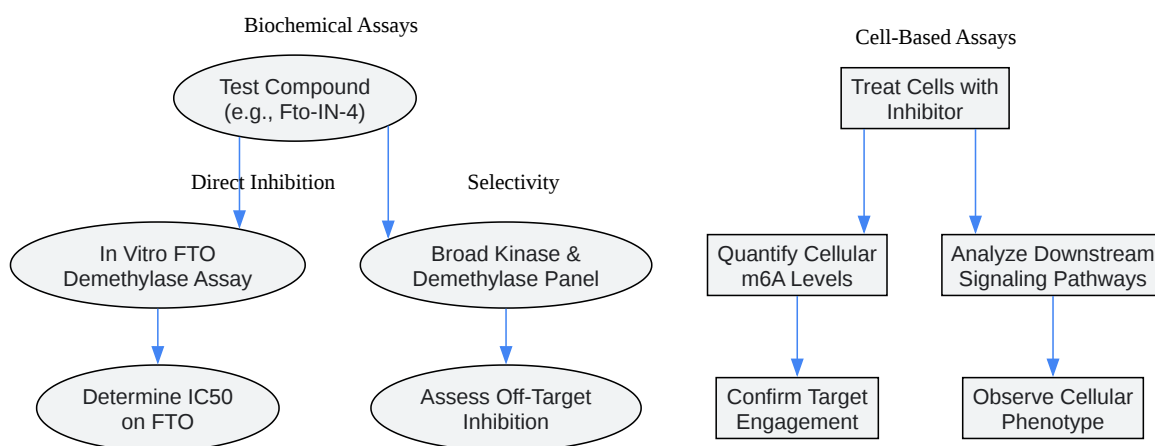 Biochemical Assays
Test Compound
(e.g., Fto-IN-4)
Direct Inhibition
Selectivity
In Vitro FTO
Demethylase Assay
Broad Kinase &
Demethylase Panel
Determine IC50
on FTO
Assess Off-Target
Inhibition
Cell-Based Assays
Treat Cells with
Inhibitor
Quantify Cellular
m6A Levels
Analyze Downstream
Signaling Pathways
Confirm Target
Engagement
Observe Cellular
Phenotype